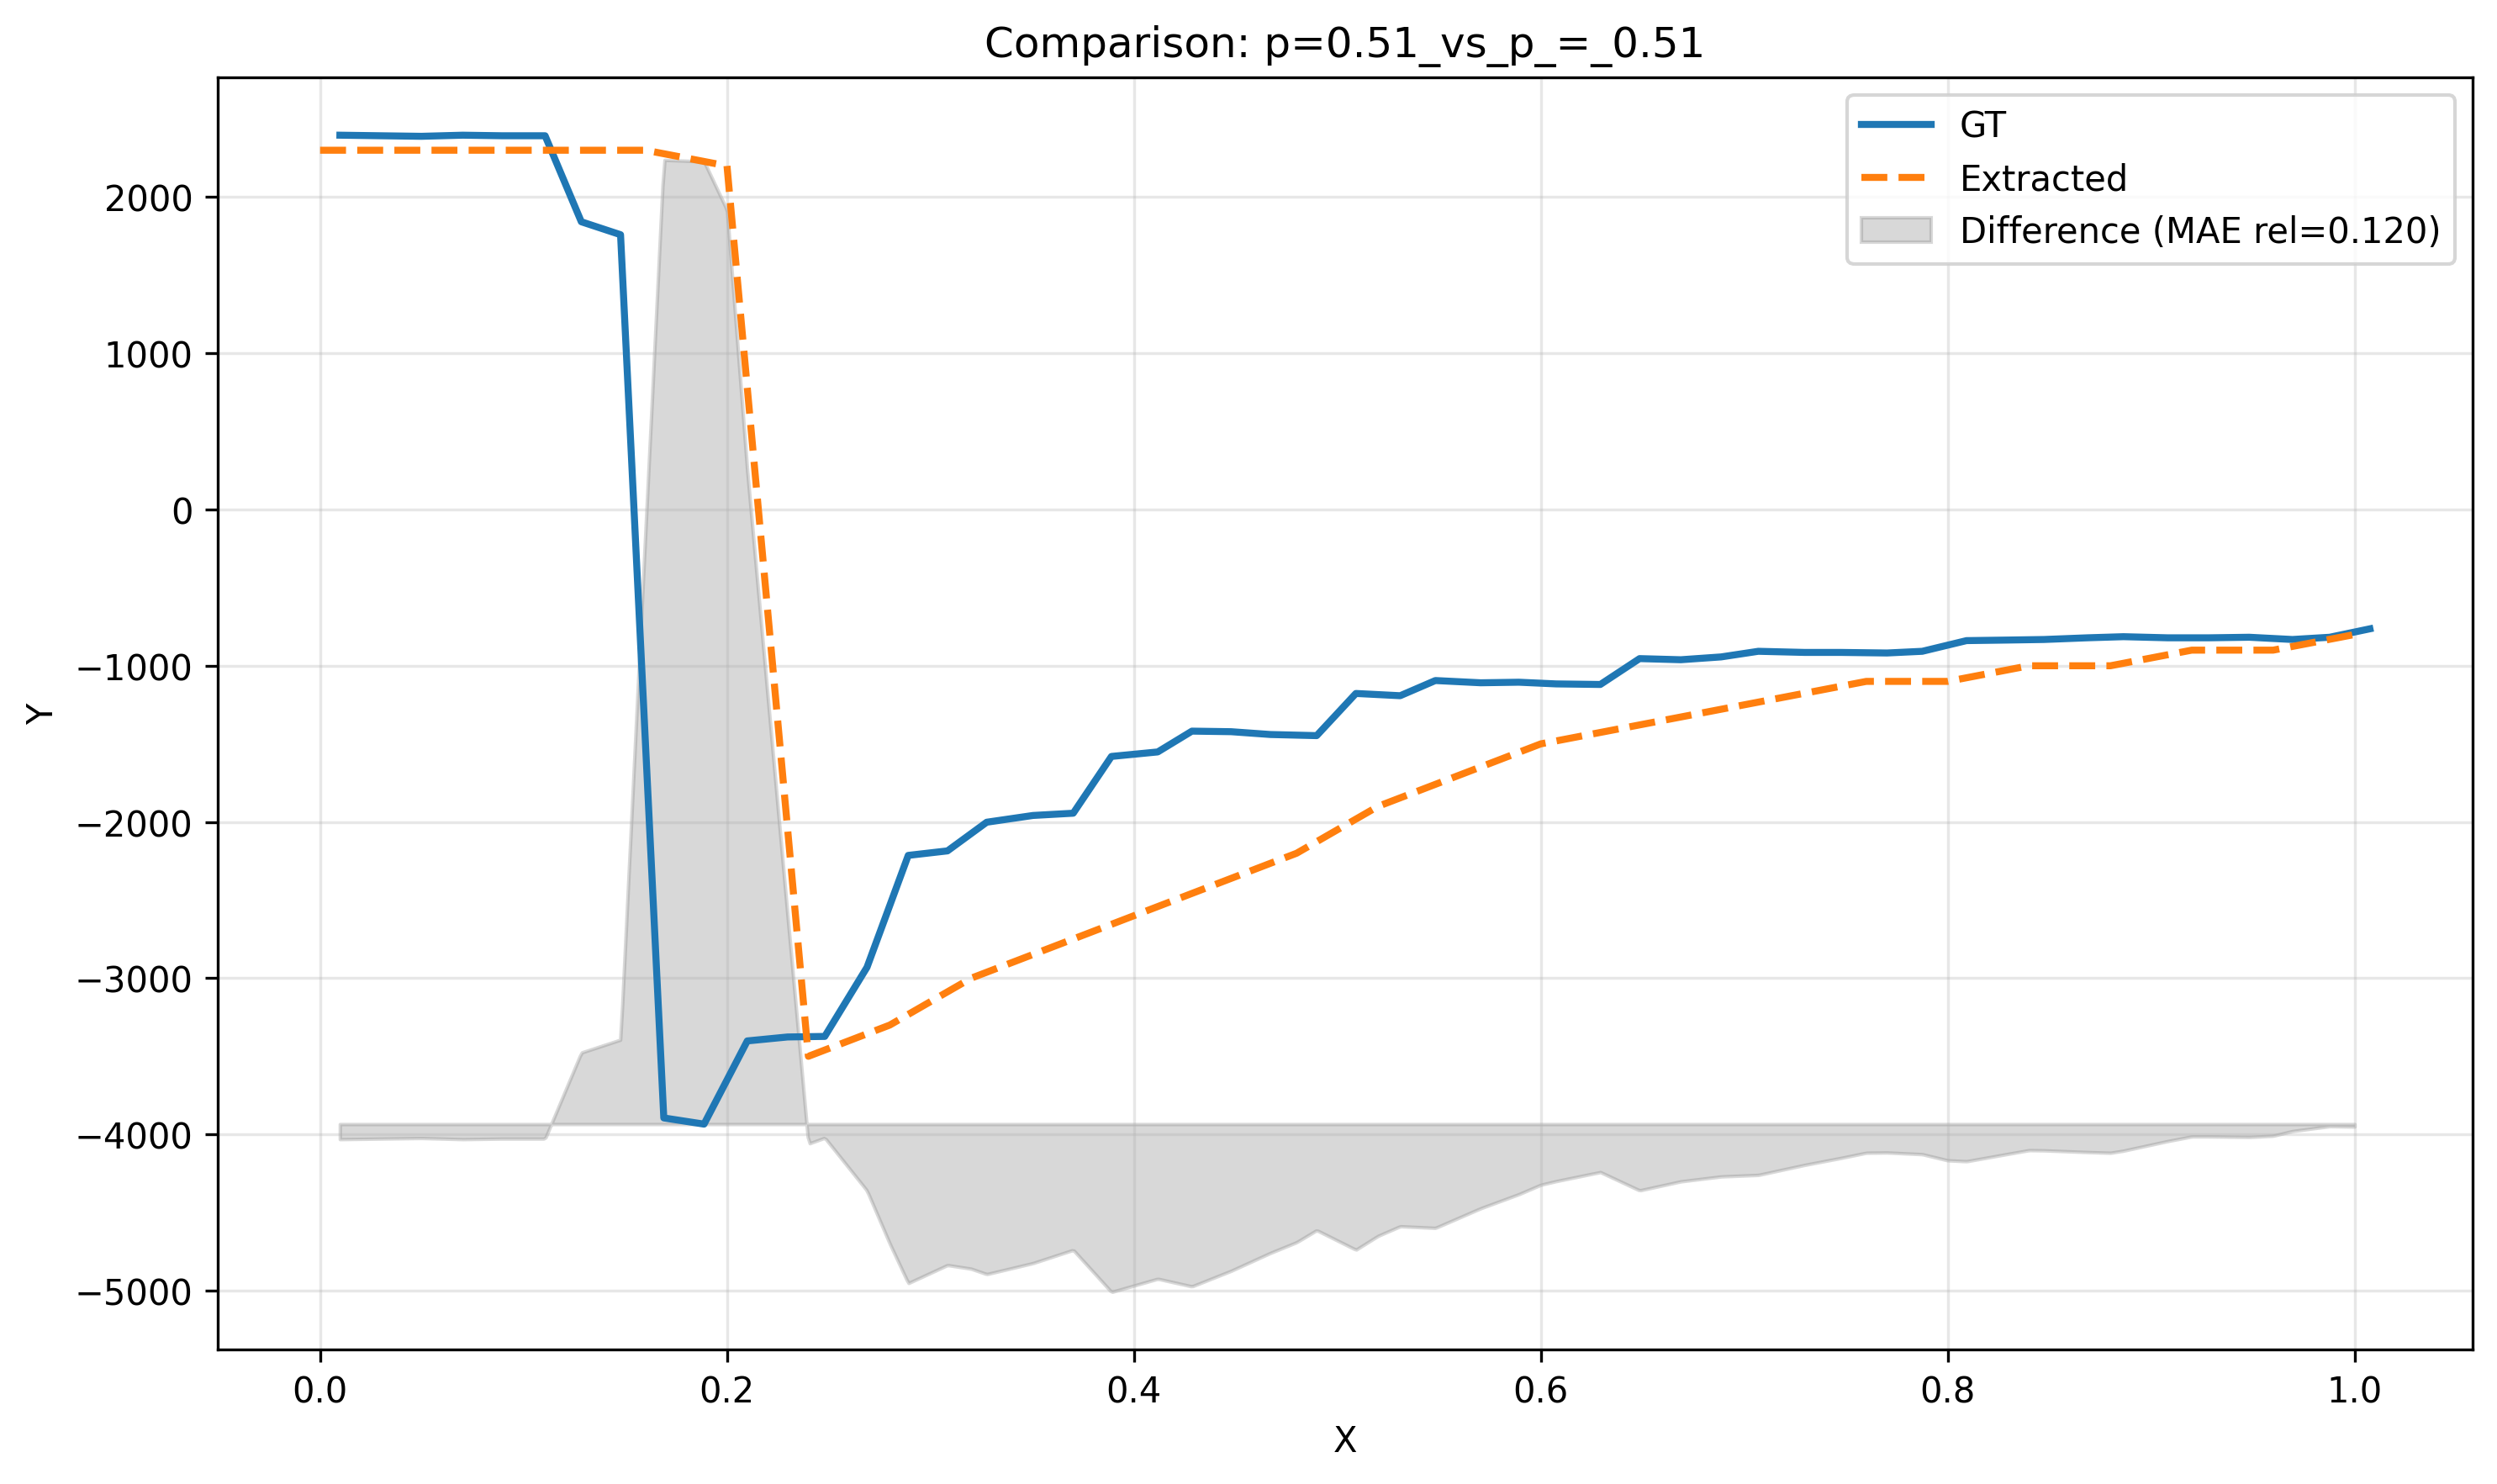 Comparison: p=0.51_vs_p_=_0.51
GT
Extracted
Difference (MAE rel=0.120)
2000
1000
0
−1000
−2000
−3000
−4000
−5000
Y
0.0 0.2 0.4 0.6 0.8 1.0
X